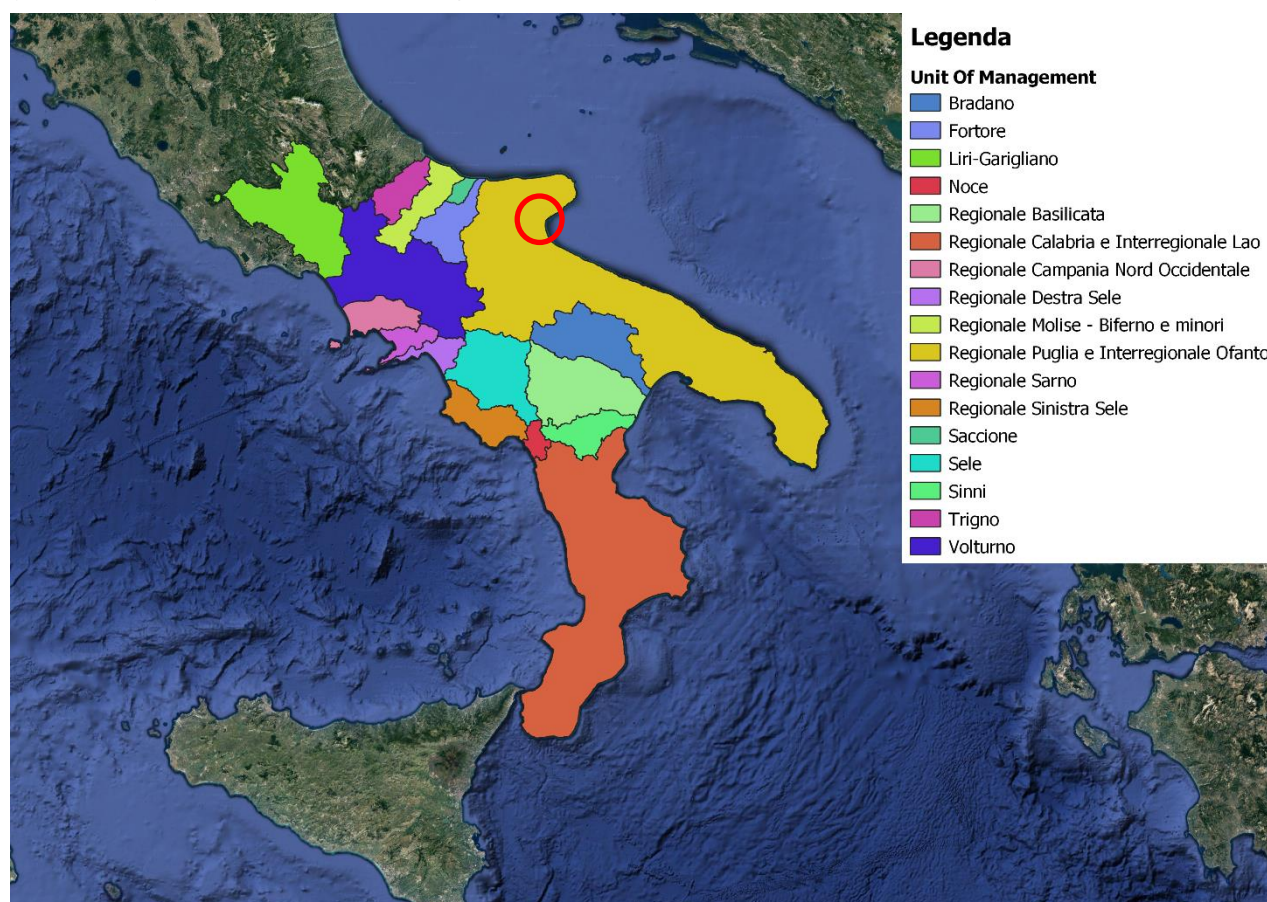 Legenda
Unit Of Management
Bradano
Fortore
Liri-Garigliano
Noce
Regionale Basilicata
Regionale Calabria e Interregionale Lao
Regionale Campania Nord Occidentale
Regionale Destra Sele
Regionale Molise - Biferno e minori
Regionale Puglia e Interregionale Ofanto
Regionale Sarno
Regionale Sinistra Sele
Saccione
Sele
Sinni
Trigno
Volturno